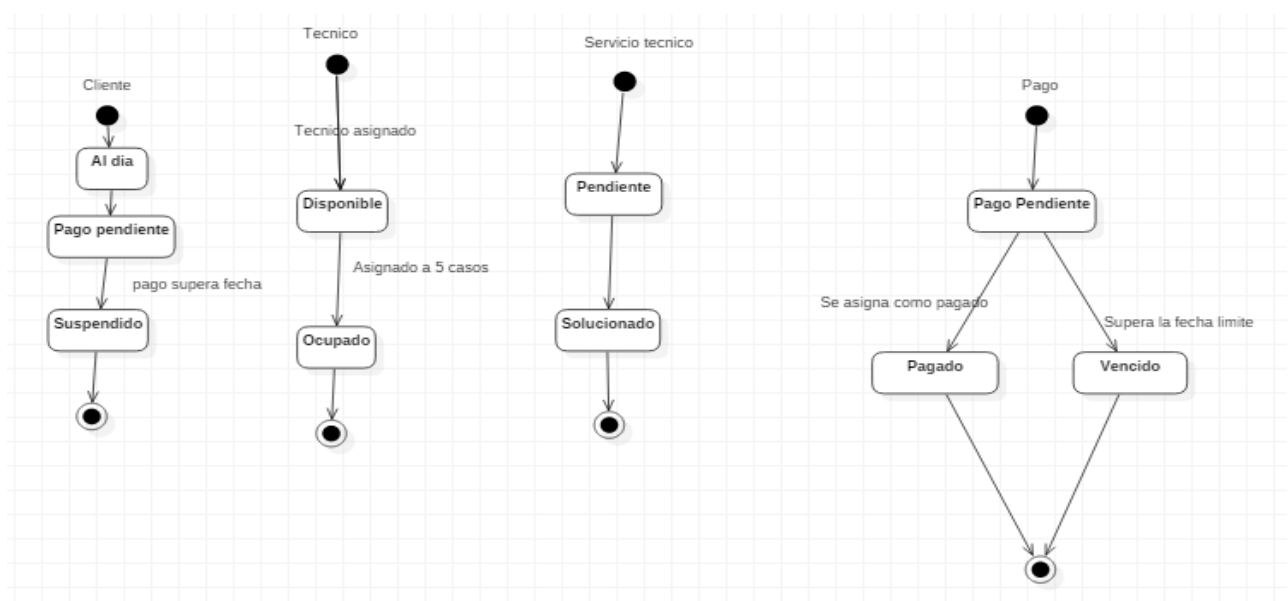 Cliente
Al dia
Pago pendiente
pago supera fecha
Suspendido
Tecnico
Tecnico asignado
Disponible
Asignado a 5 casos
Ocupado
Servicio tecnico
Pendiente
Solucionado
Pago
Pago Pendiente
Se asigna como pagado
Supera la fecha limite
Pagado
Vencido